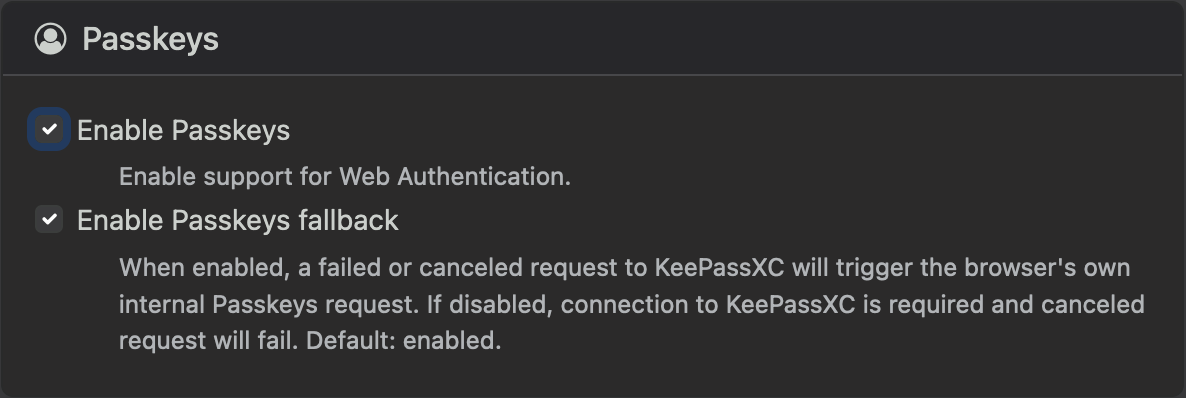 Passkeys
Enable Passkeys
Enable support for Web Authentication.
Enable Passkeys fallback
When enabled, a failed or canceled request to KeePassXC will trigger the browser's own
internal Passkeys request. If disabled, connection to KeePassXC is required and canceled
request will fail. Default: enabled.